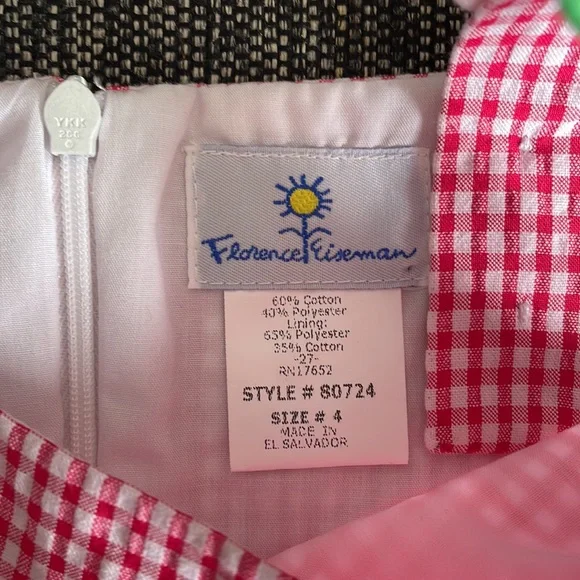 YKK
Florence Eiseman
60% Cotton
40% Polyester
Lining:
65% Polyester
35% Cotton
-27-
RN17652
STYLE # 80724
SIZE # 4
MADE IN
EL SALVADOR